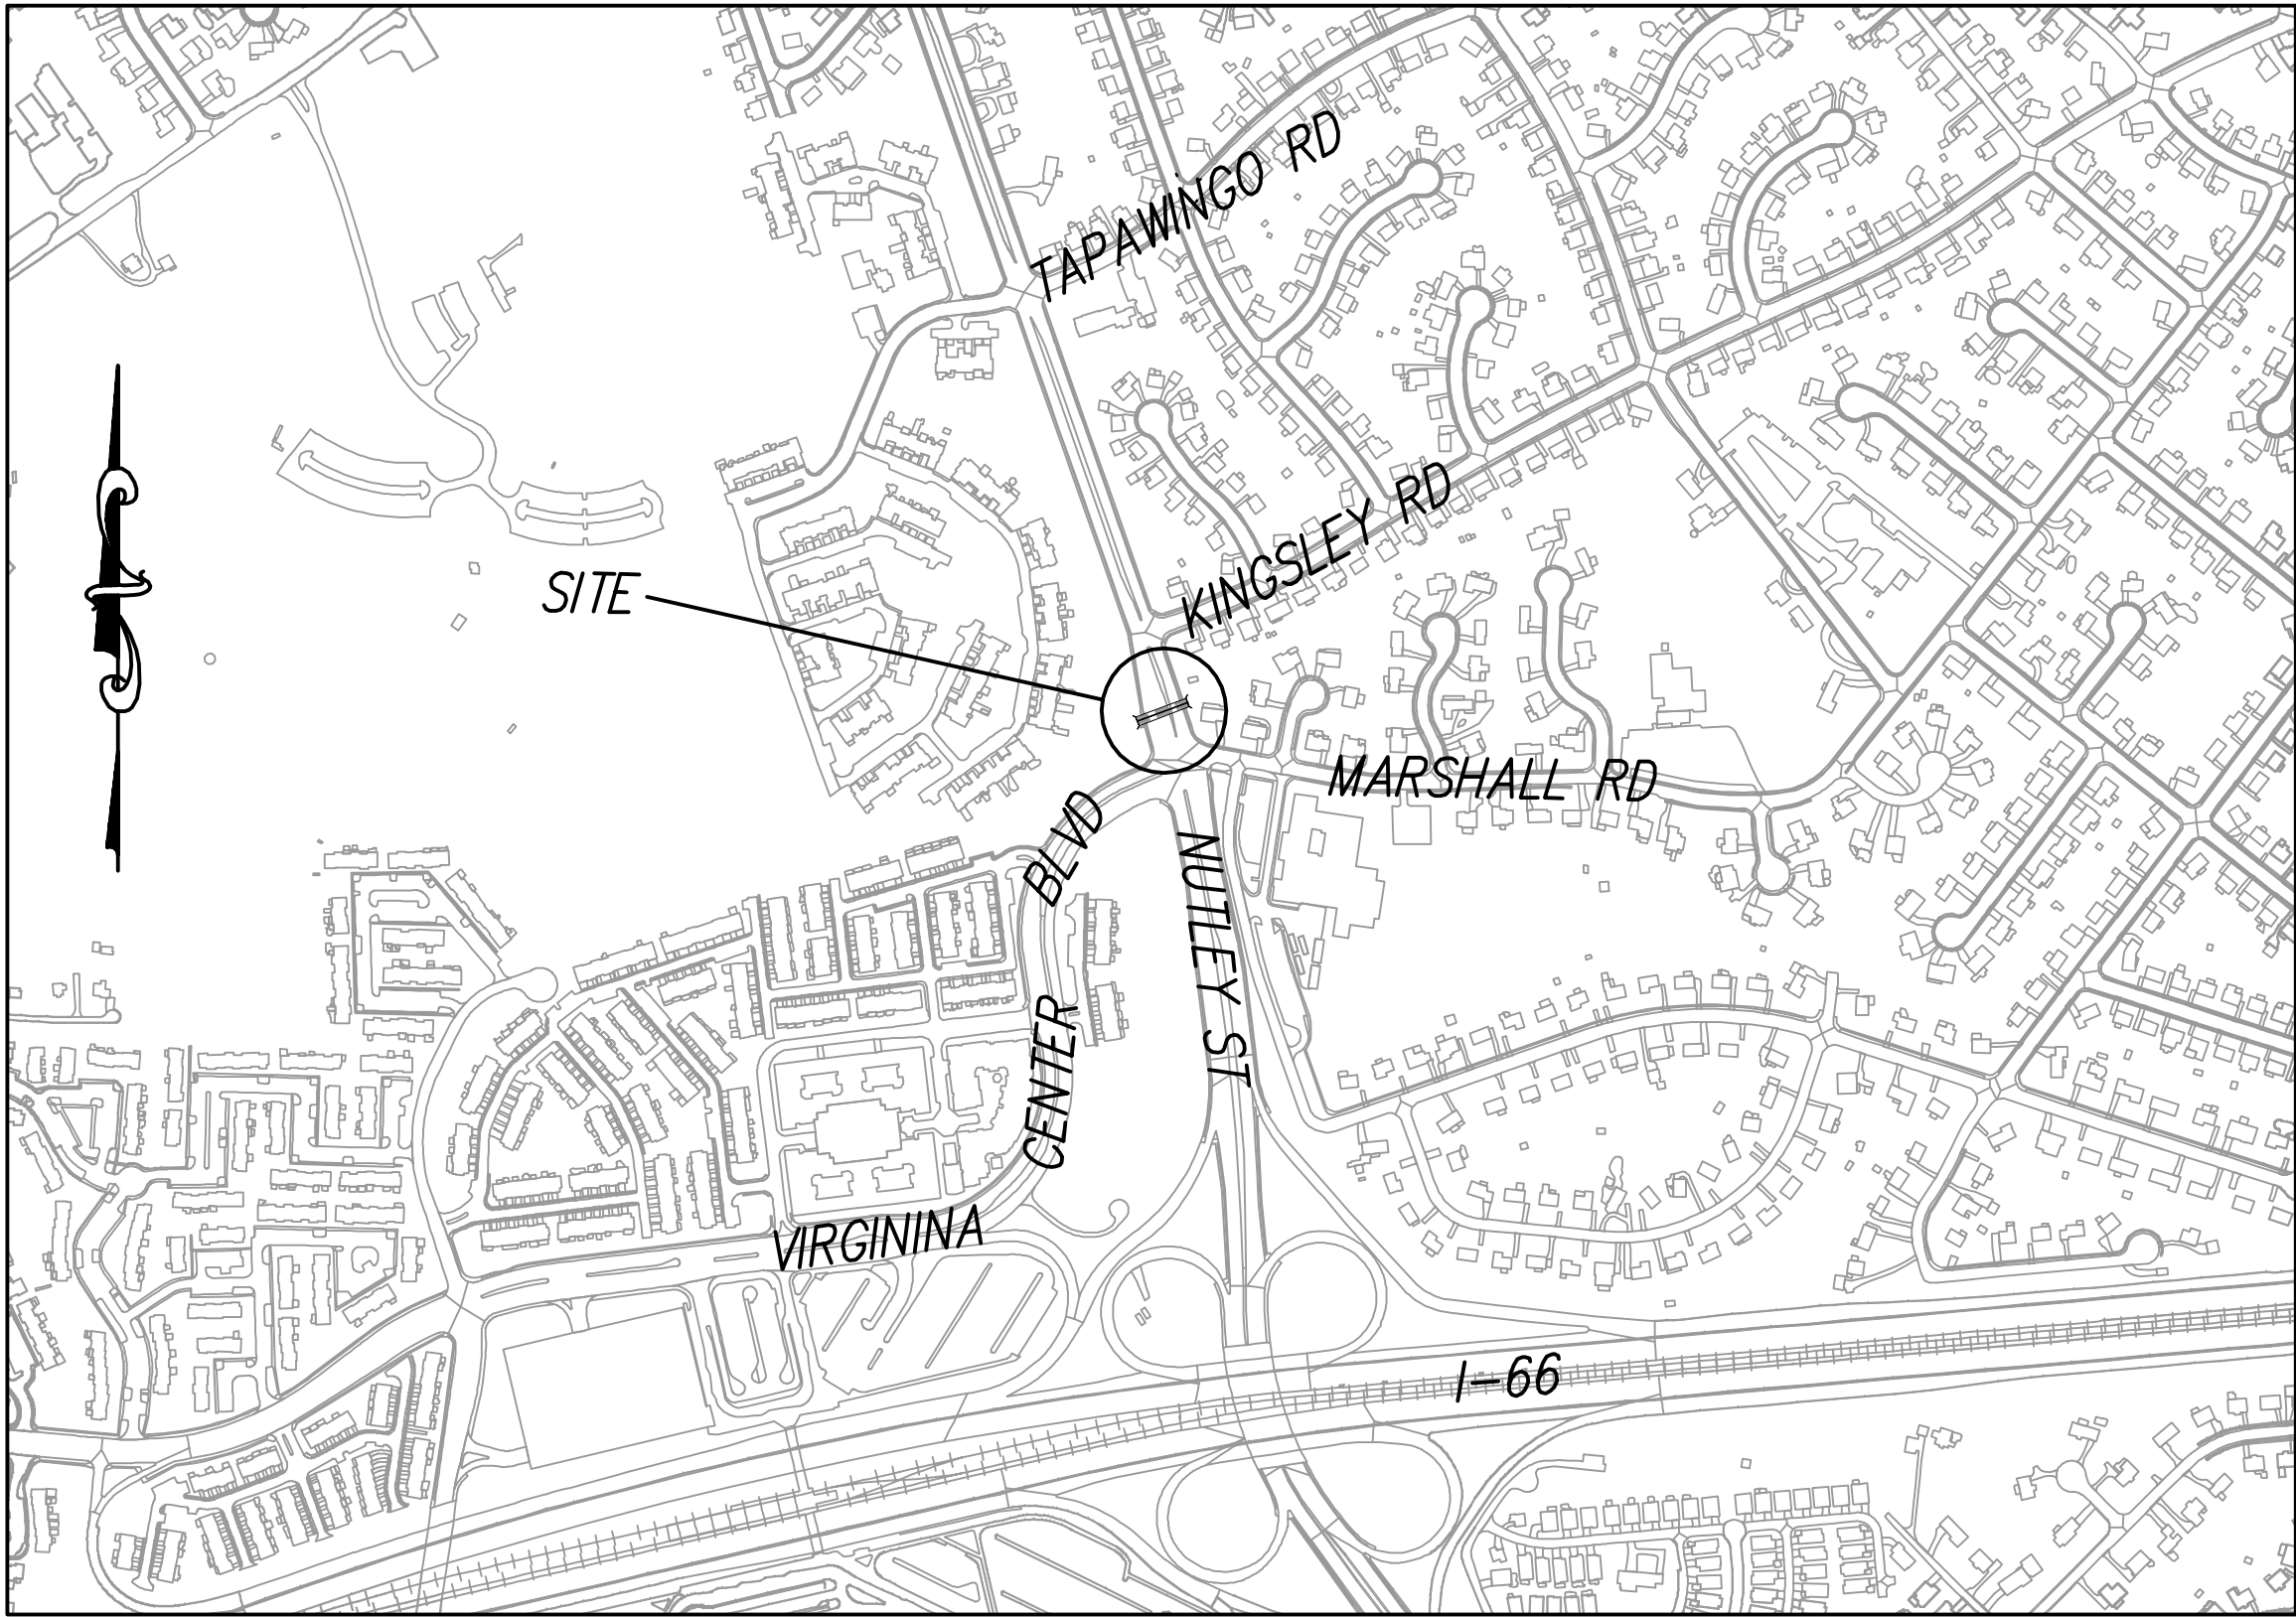 TAPAWINGO RD
KINGSLEY RD
SITE
MARSHALL RD
NUTLEY ST
VIRGININA CENTER BLVD
I-66